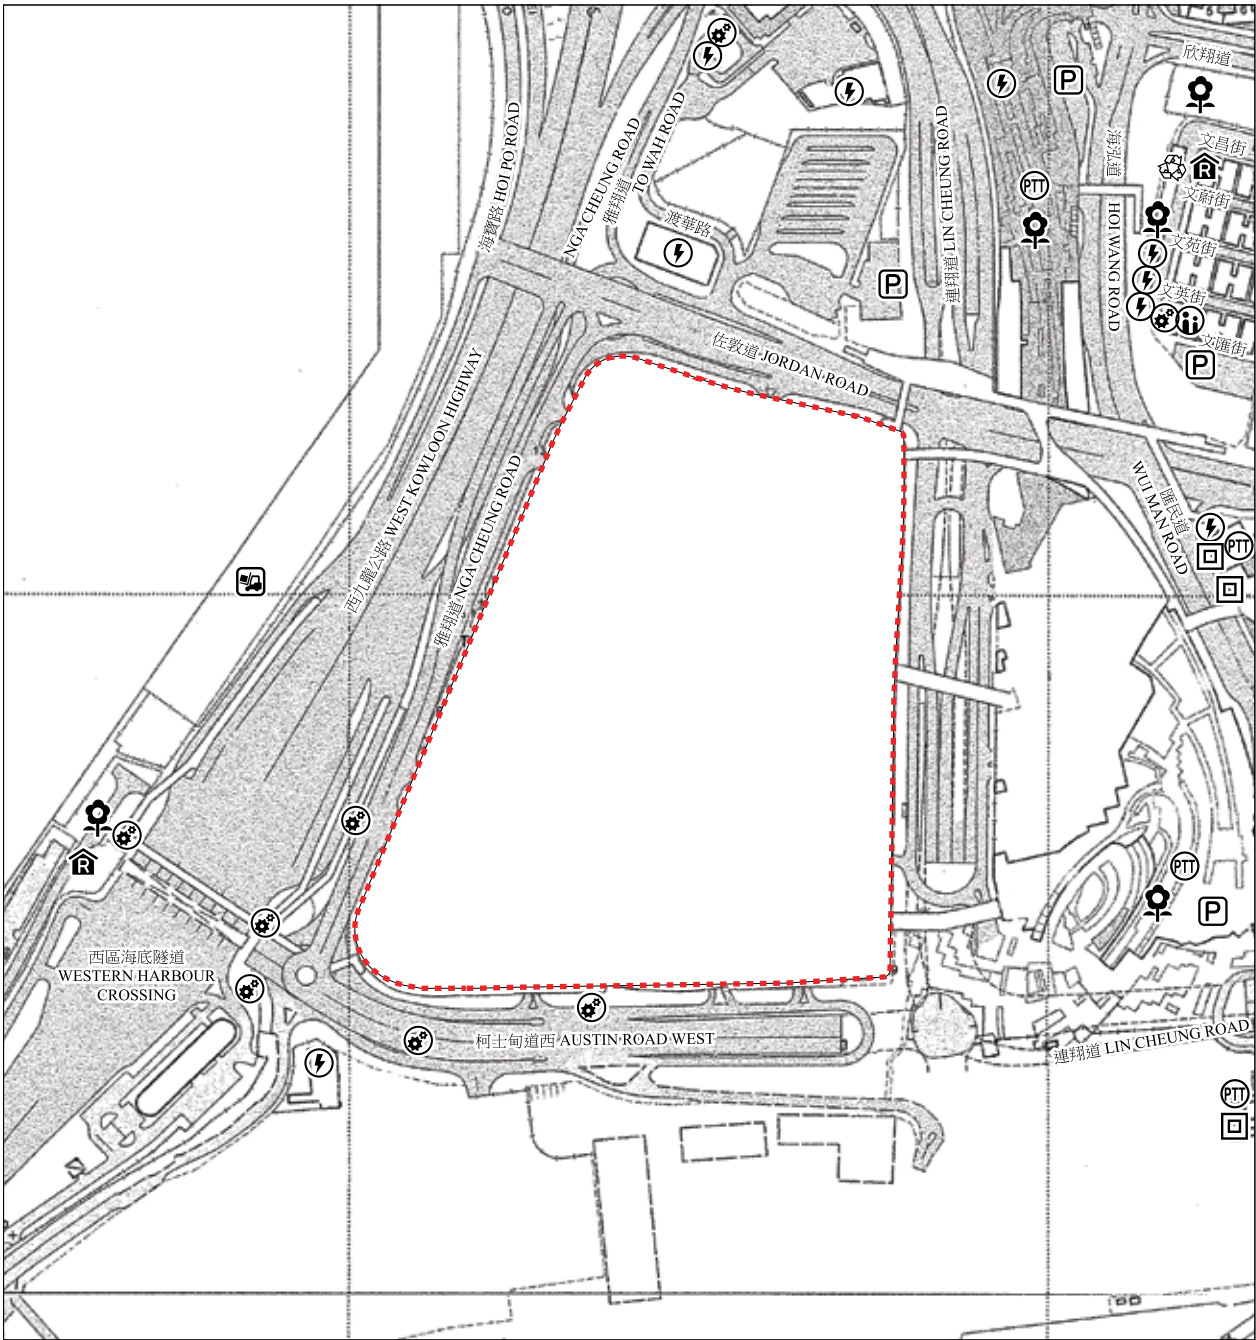 欣翔道
文昌街
海泓道
文蔚街
文苑街
文英街
文匯街
HOI WANG ROAD
連翔道 LIN CHEUNG ROAD
海寶路 HOI PO ROAD
NGA CHEUNG ROAD
雅翔道
TO WAH ROAD
渡華路
P
PTT
R
P
P
佐敦道 JORDAN ROAD
西九龍公路 WEST KOWLOON HIGHWAY
雅翔道 NGA CHEUNG ROAD
匯民道
WUI MAN ROAD
PTT
R
PTT
P
西區海底隧道
WESTERN HARBOUR
CROSSING
柯士甸道西 AUSTIN ROAD WEST
連翔道 LIN CHEUNG ROAD
PTT